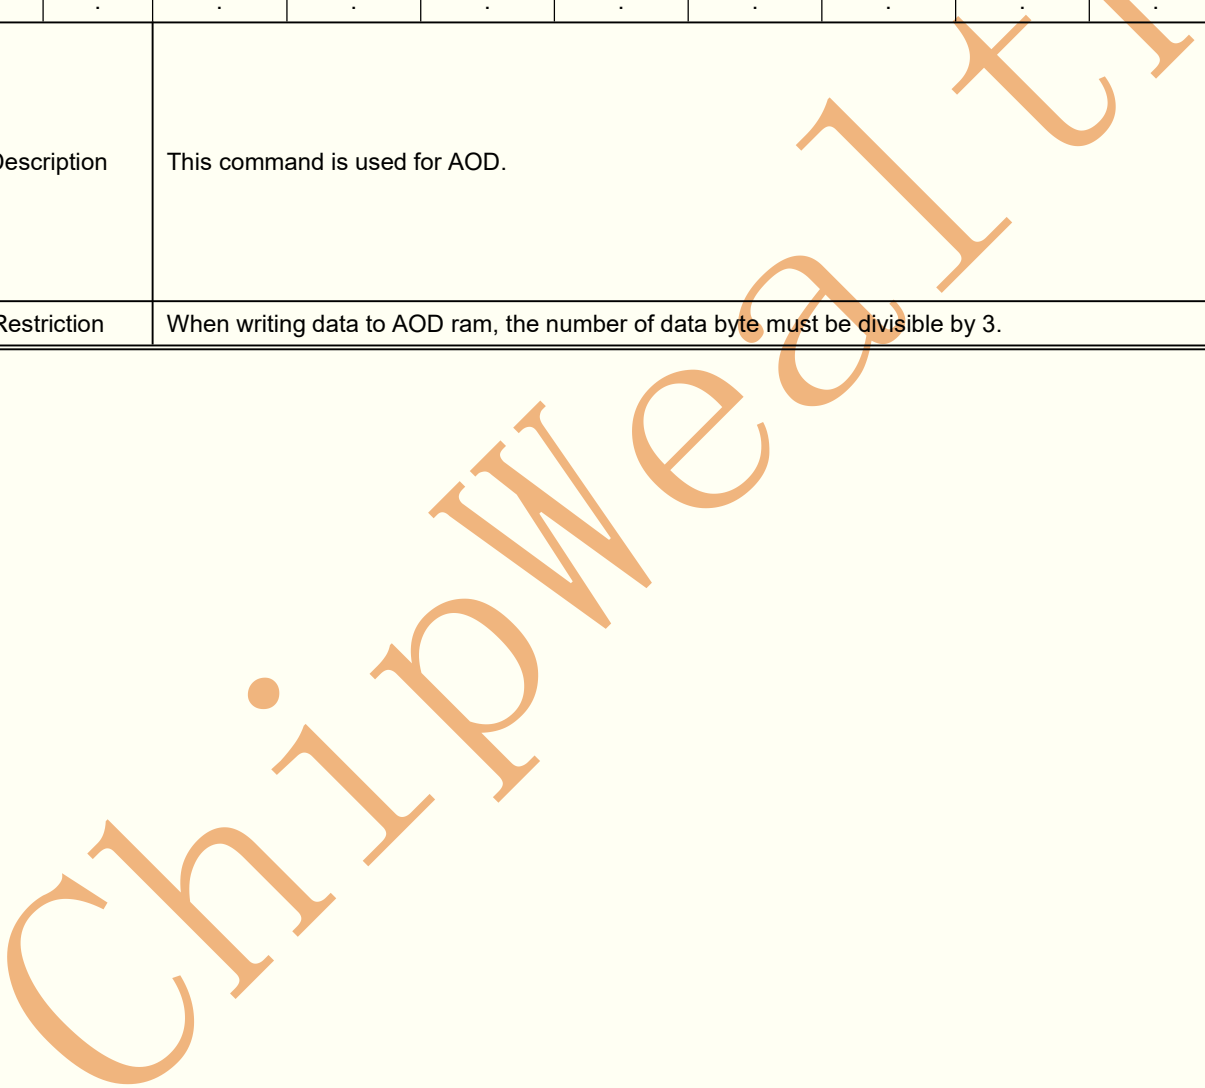 . . . . . . . . .
Description This command is used for AOD.
Restriction When writing data to AOD ram, the number of data byte must be divisible by 3.
ChipWealt